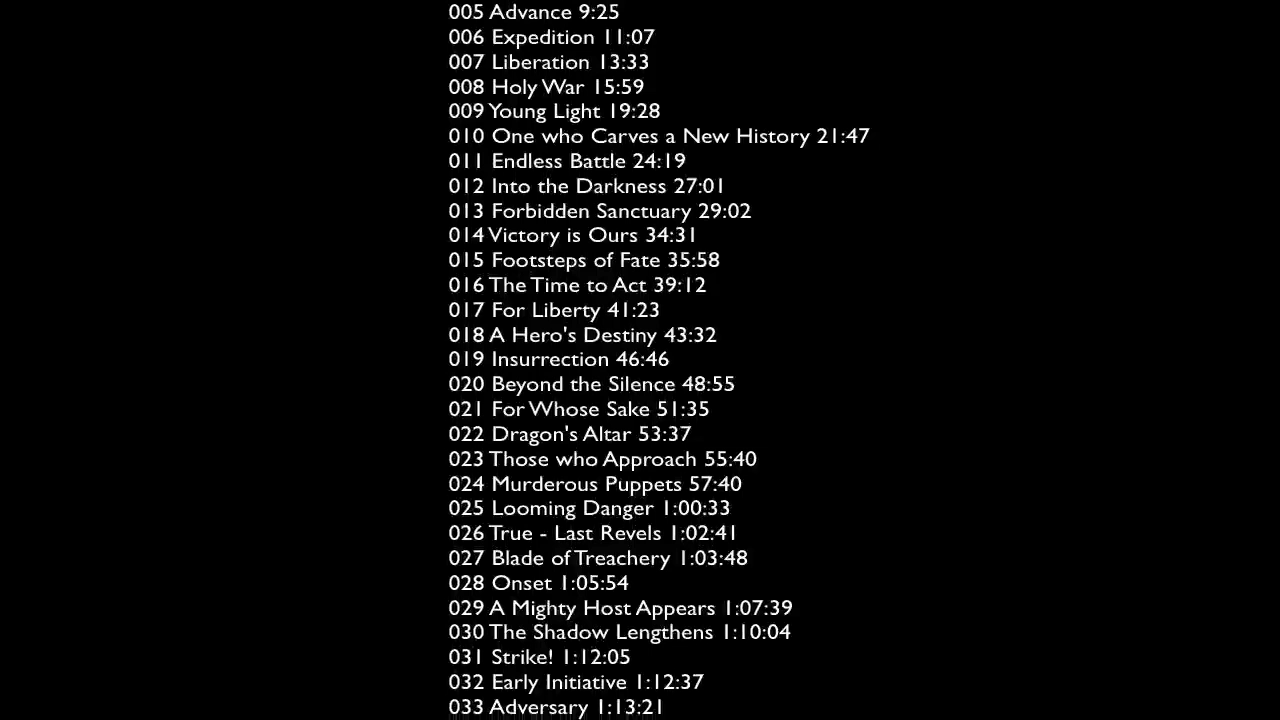 005 Advance 9:25
006 Expedition 11:07
007 Liberation 13:33
008 Holy War 15:59
009 Young Light 19:28
010 One who Carves a New History 21:47
011 Endless Battle 24:19
012 Into the Darkness 27:01
013 Forbidden Sanctuary 29:02
014 Victory is Ours 34:31
015 Footsteps of Fate 35:58
016 The Time to Act 39:12
017 For Liberty 41:23
018 A Hero's Destiny 43:32
019 Insurrection 46:46
020 Beyond the Silence 48:55
021 For Whose Sake 51:35
022 Dragon's Altar 53:37
023 Those who Approach 55:40
024 Murderous Puppets 57:40
025 Looming Danger 1:00:33
026 True - Last Revels 1:02:41
027 Blade of Treachery 1:03:48
028 Onset 1:05:54
029 A Mighty Host Appears 1:07:39
030 The Shadow Lengthens 1:10:04
031 Strike! 1:12:05
032 Early Initiative 1:12:37
033 Adversary 1:13:21